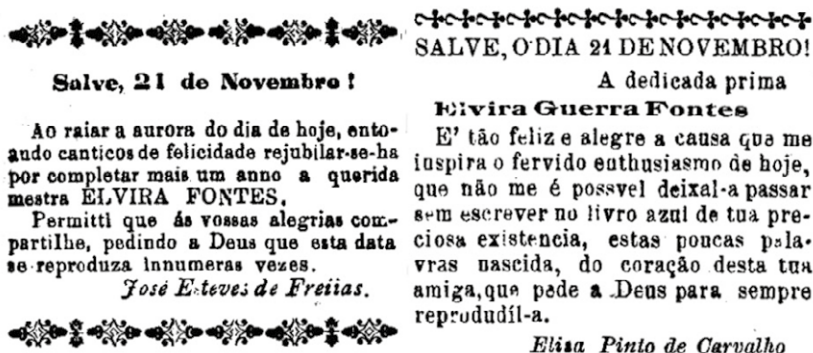 Salve, 21 de Novembro !
Ao raiar a aurora do dia de hoje, ento-
ando canticos de felicidade rejubilar-se-ha
por completar mais um anno a querida
mestra ELVIRA FONTES.
Permitti que ás vossas alegrias com-
partilhe, pedindo a Deus que esta data
se reproduza innumeras vezes.
José Esteves de Freitas.
SALVE, O DIA 21 DE NOVEMBRO!
A dedicada prima
Elvira Guerra Fontes
E' tão feliz e alegre a causa que me
inspira o fervido enthusiasmo de hoje,
que não me é possvel deixal-a passar
sem escrever no livro azul de tua pre-
ciosa existencia, estas poucas pala-
vras nascida, do coração desta tua
amiga, que pede a Deus para sempre
reprodudil-a.
Elisa Pinto de Carvalho